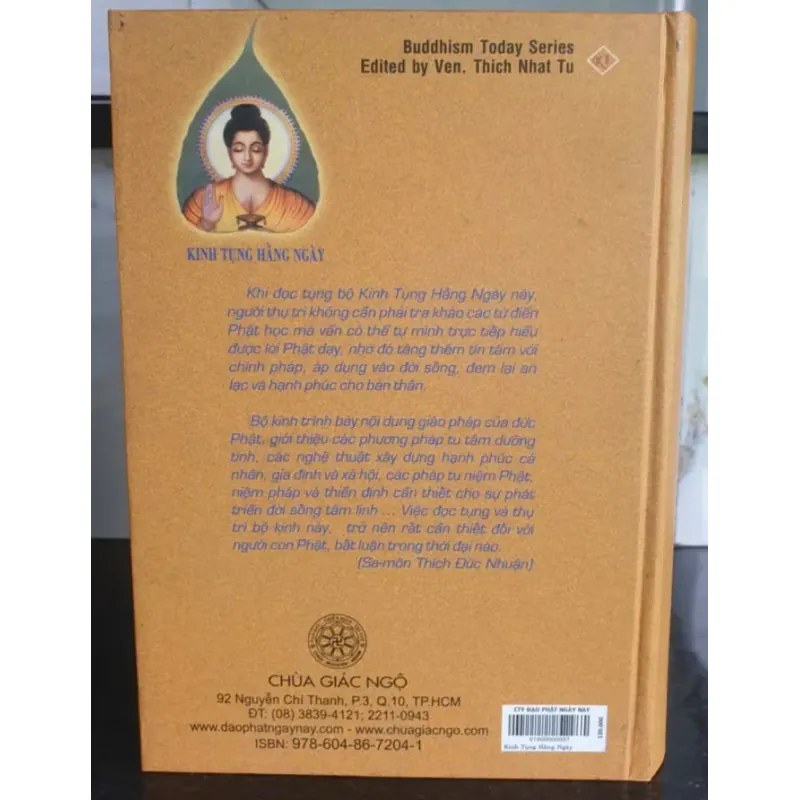 Buddhism Today Series
Edited by Ven. Thich Nhat Tu
KINH TỤNG HẰNG NGÀY
Khi đọc tụng bộ Kinh Tụng Hằng Ngày này,
người thụ trì không cần phải tra khảo các từ điển
Phật học mà vẫn có thể tự mình trực tiếp hiểu
được lời Phật dạy, nhờ đó tăng thêm tín tâm với
chính pháp, áp dụng vào đời sống, đem lại an
lạc và hạnh phúc cho bản thân.
Bộ kinh trình bày nội dung giáo pháp của đức
Phật, giới thiệu các phương pháp tu tâm dưỡng
tính, các nghệ thuật xây dựng hạnh phúc cá
nhân, gia đình và xã hội, các pháp tu niệm Phật,
niệm pháp và thiền định cần thiết cho sự phát
triển đời sống tâm linh ... Việc đọc tụng và thụ
trì bộ kinh này, trở nên rất cần thiết đối với
người con Phật, bất luận trong thời đại nào.
(Sa-môn Thích Đức Nhuận)
CHÙA GIÁC NGỘ
92 Nguyễn Chí Thanh, P.3, Q.10, TP.HCM
ĐT: (08) 3839-4121; 2211-0943
www.daophatngaynay.com - www.chuagiacngo.com
ISBN: 978-604-86-7204-1
CTY ĐẠO PHẬT NGÀY NAY
Kinh Tụng Hằng Ngày